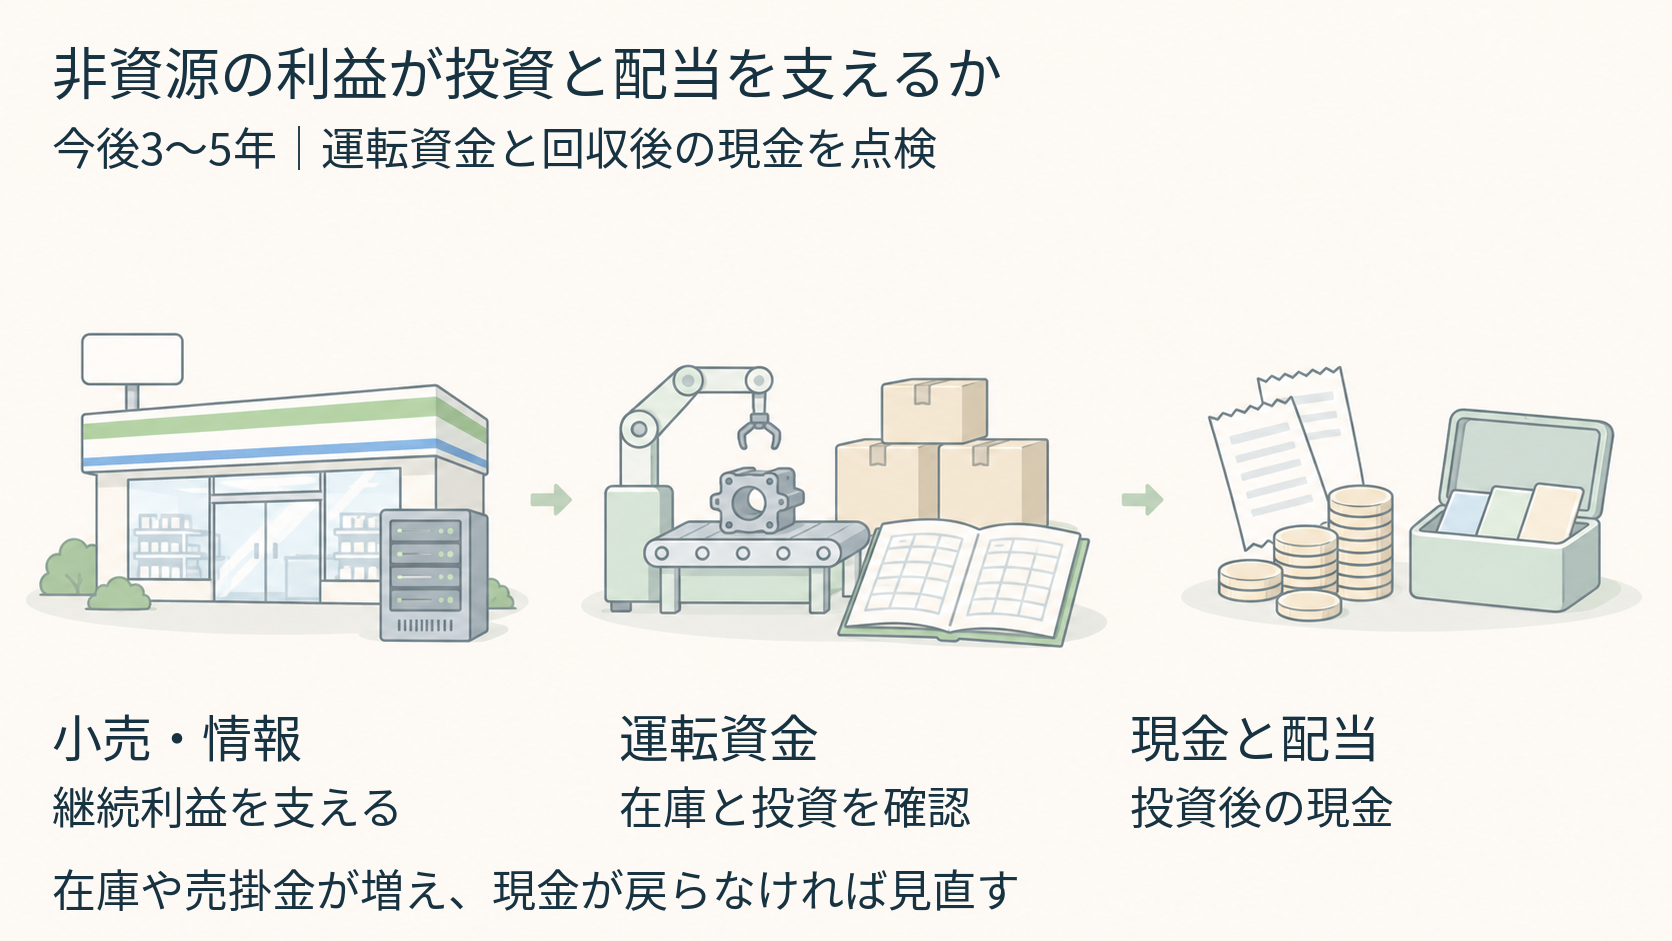 非資源の利益が投資と配当を支えるか
今後3〜5年｜運転資金と回収後の現金を点検
小売・情報
継続利益を支える
運転資金
在庫と投資を確認
現金と配当
投資後の現金
在庫や売掛金が増え、現金が戻らなければ見直す